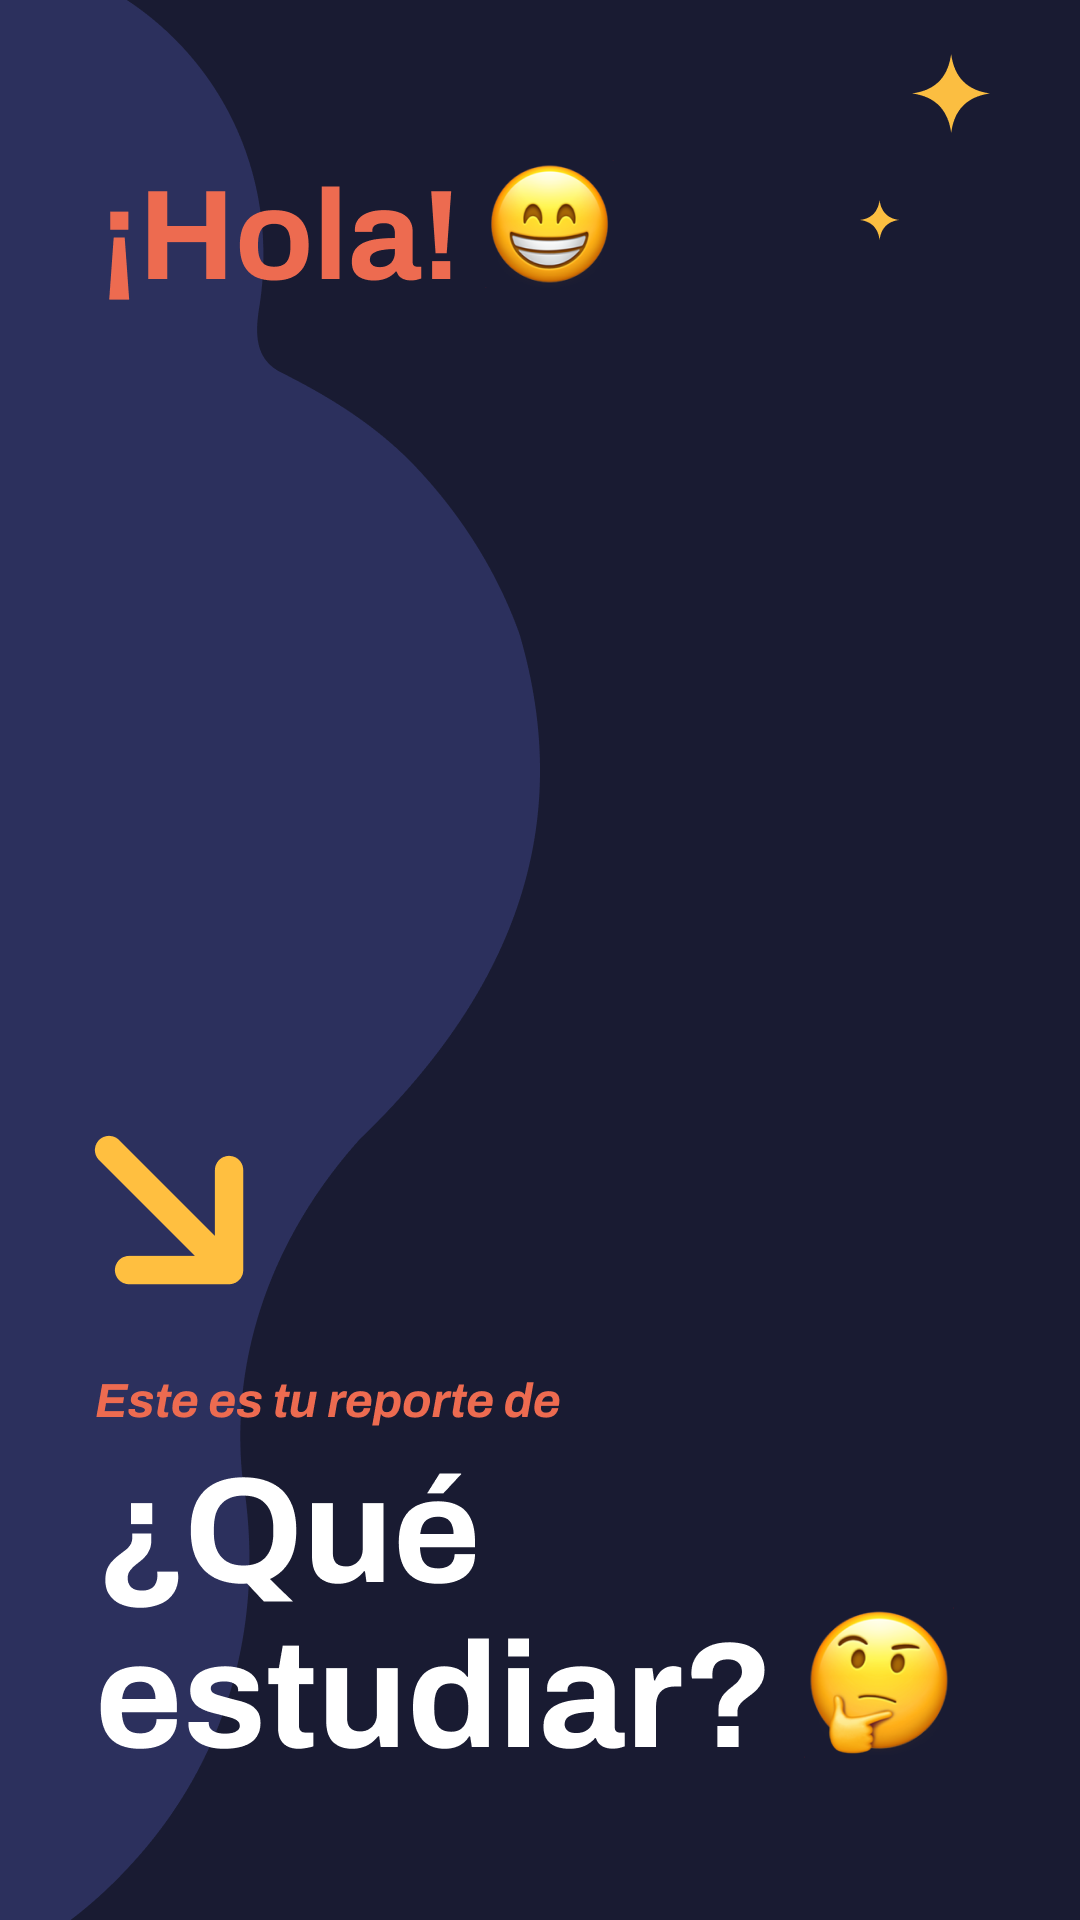 ¡Hola! 😁
Este es tu reporte de
¿Qué
estudiar? 🤔